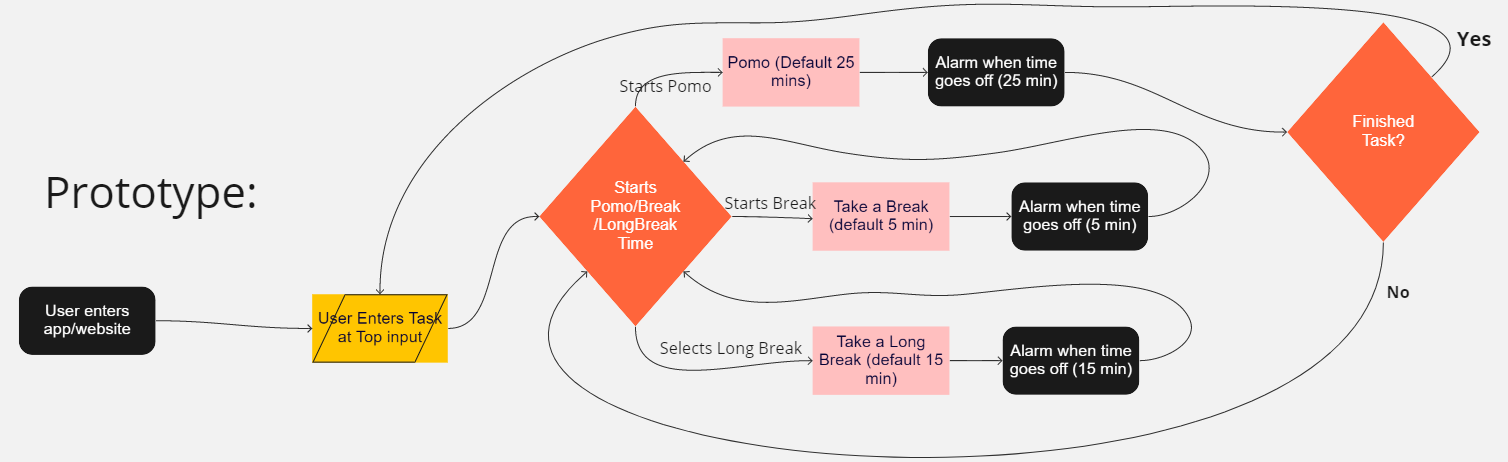 Prototype:
User enters
app/website
User Enters Task
at Top input
Starts
Pomo/Break
/LongBreak
Time
Starts Pomo
Pomo (Default 25
mins)
Alarm when time
goes off (25 min)
Starts Break
Take a Break
(default 5 min)
Alarm when time
goes off (5 min)
Selects Long Break
Take a Long
Break (default 15
min)
Alarm when time
goes off (15 min)
Finished
Task?
Yes
No